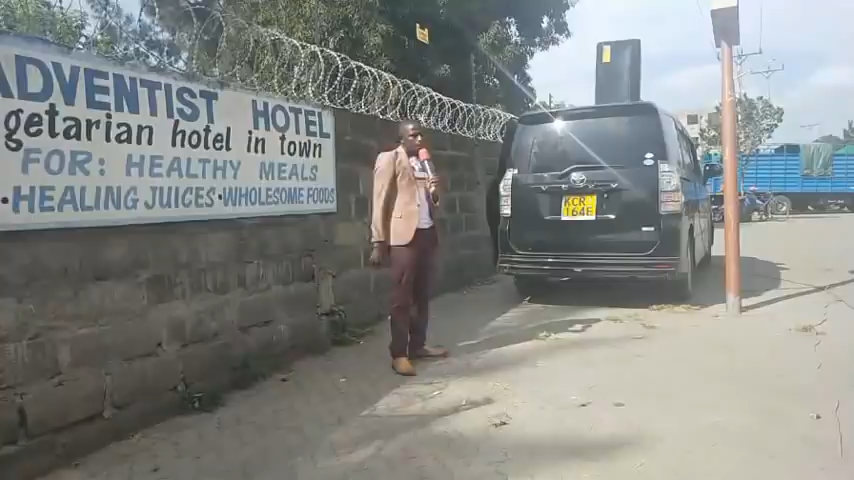 ADVENTIST HOTEL
getarian hotel in town
FOR: HEALTHY MEALS
HEALING JUICES WHOLESOME FOODS
KCR
164E